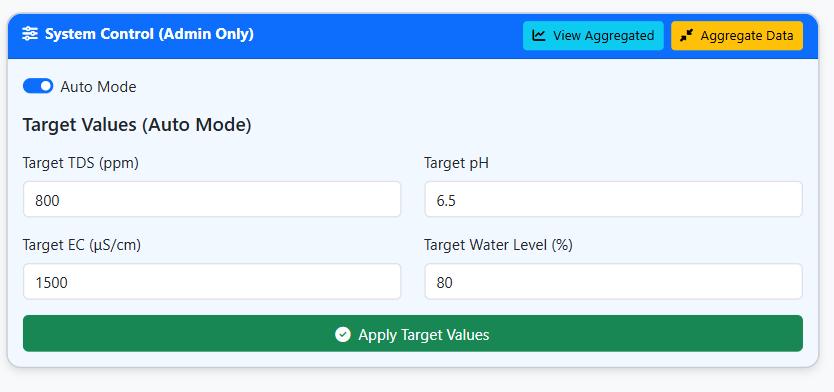 System Control (Admin Only)
View Aggregated
Aggregate Data
Auto Mode
Target Values (Auto Mode)
Target TDS (ppm)
Target pH
800
6.5
Target EC (µS/cm)
Target Water Level (%)
1500
80
Apply Target Values